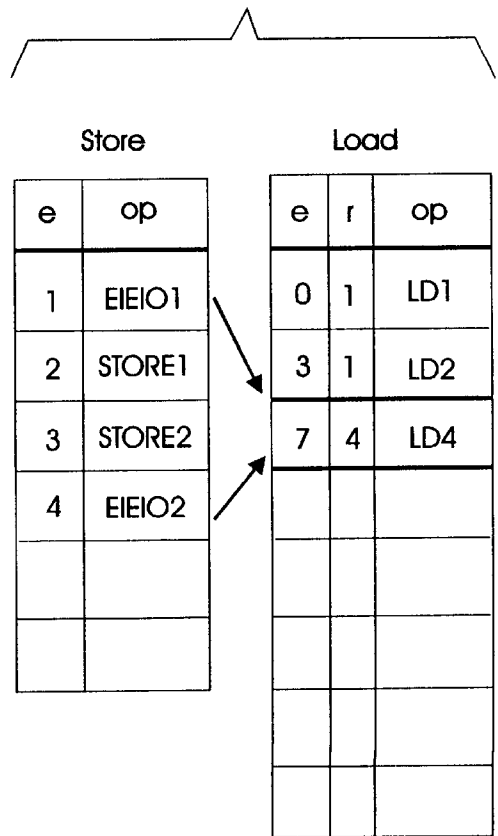 Store
e op
1 EIEIO1
2 STORE1
3 STORE2
4 EIEIO2
Load
e r op
0 1 LD1
3 1 LD2
7 4 LD4